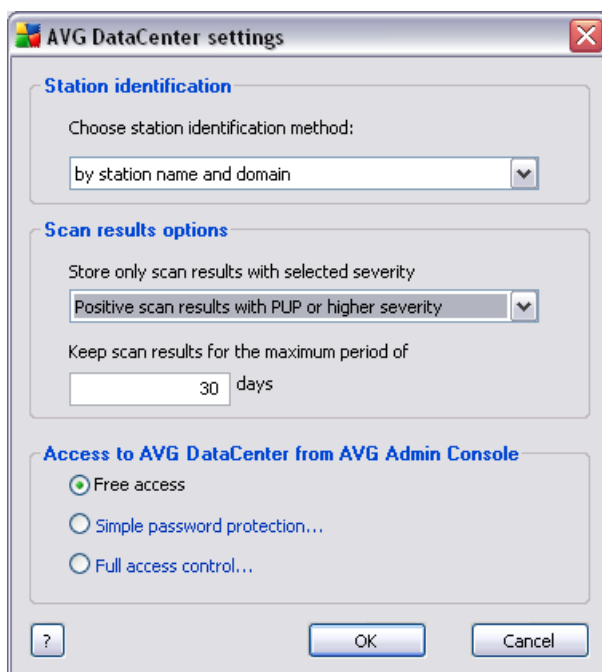 AVG DataCenter settings
Station identification
Choose station identification method:
by station name and domain
Scan results options
Store only scan results with selected severity
Positive scan results with PUP or higher severity
Keep scan results for the maximum period of
30 days
Access to AVG DataCenter from AVG Admin Console
Free access
Simple password protection...
Full access control...
? OK Cancel